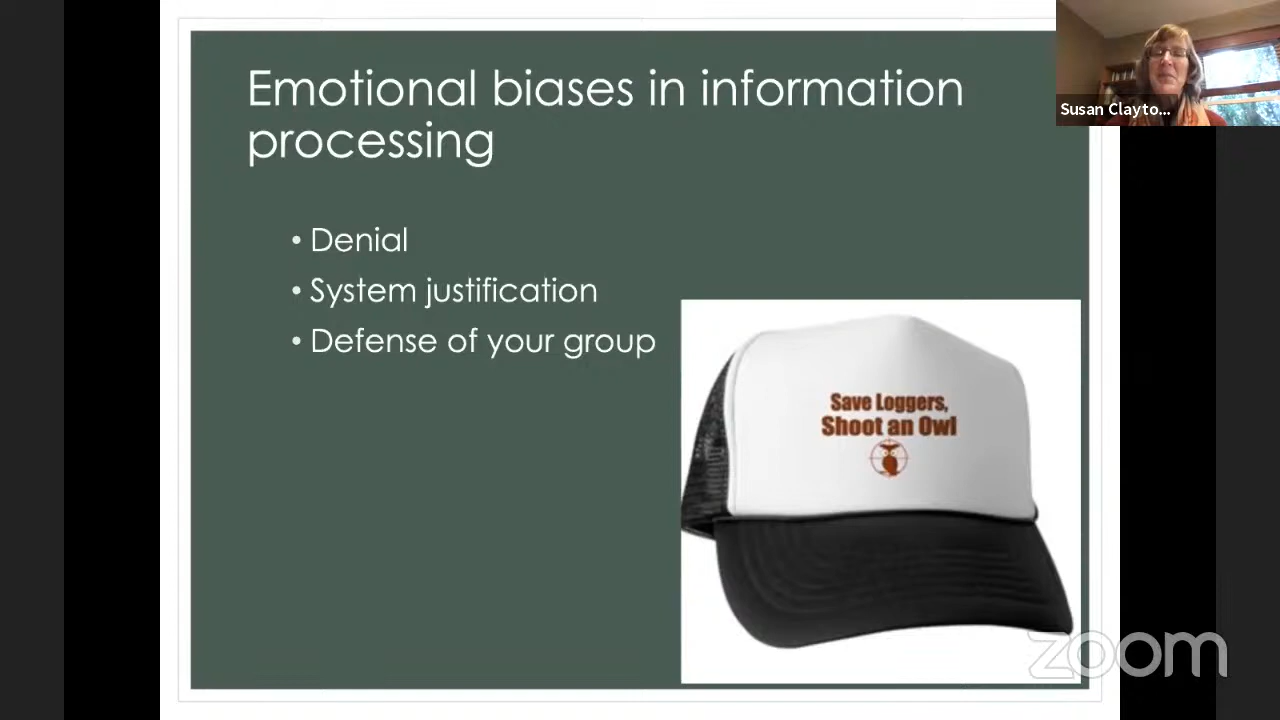 Emotional biases in information
processing
• Denial
• System justification
• Defense of your group
Save Loggers,
Shoot an Owl
Susan Clayto...
zoom